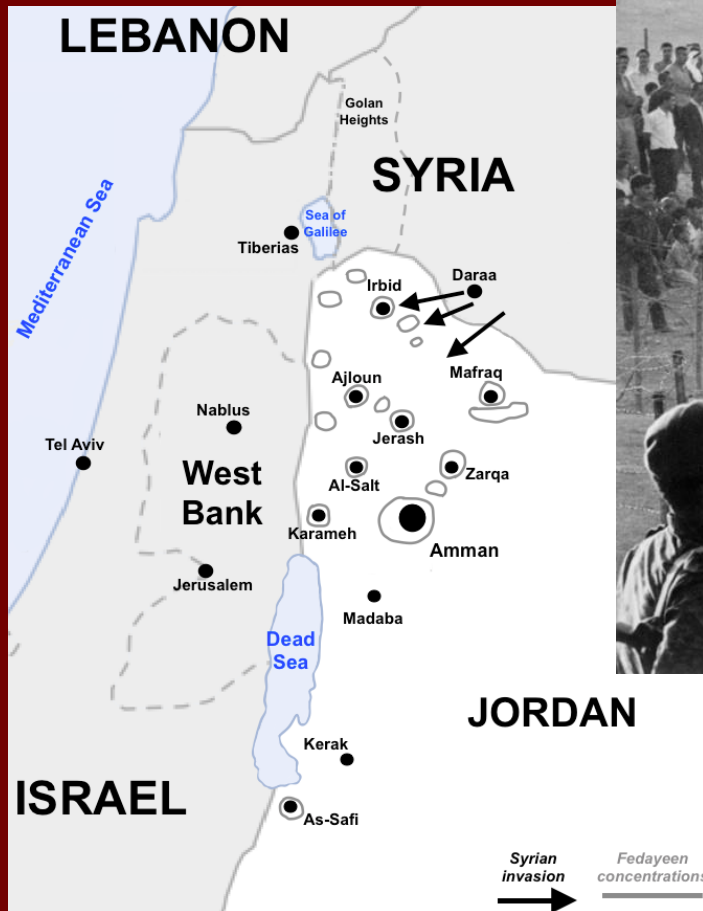 LEBANON
Golan
Heights
SYRIA
Mediterranean Sea
Sea of
Galilee
Tiberias
Daraa
Irbid
Ajloun
Mafraq
Nablus
Jerash
Tel Aviv
West
Bank
Al-Salt
Zarqa
Karameh
Amman
Jerusalem
Madaba
Dead
Sea
JORDAN
Kerak
ISRAEL
As-Safi
Syrian
invasion
Fedayeen
concentrations